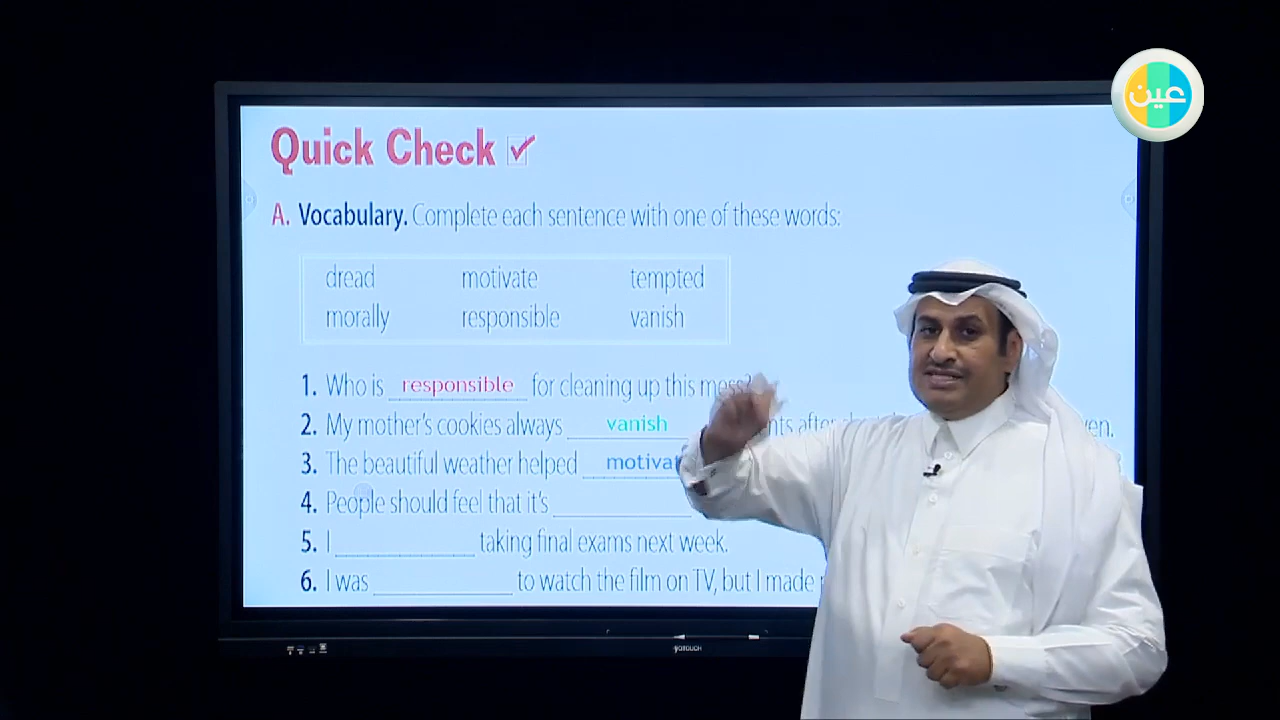 عين
Quick Check
A. Vocabulary. Complete each sentence with one of these words:
dread motivate tempted
morally responsible vanish
1. Who is responsible for cleaning up this mess?
2. My mother's cookies always vanish
3. The beautiful weather helped
4. People should feel that it's
5. I ____________ taking final exams next week.
6. I was ____________ to watch the film on TV, but I made